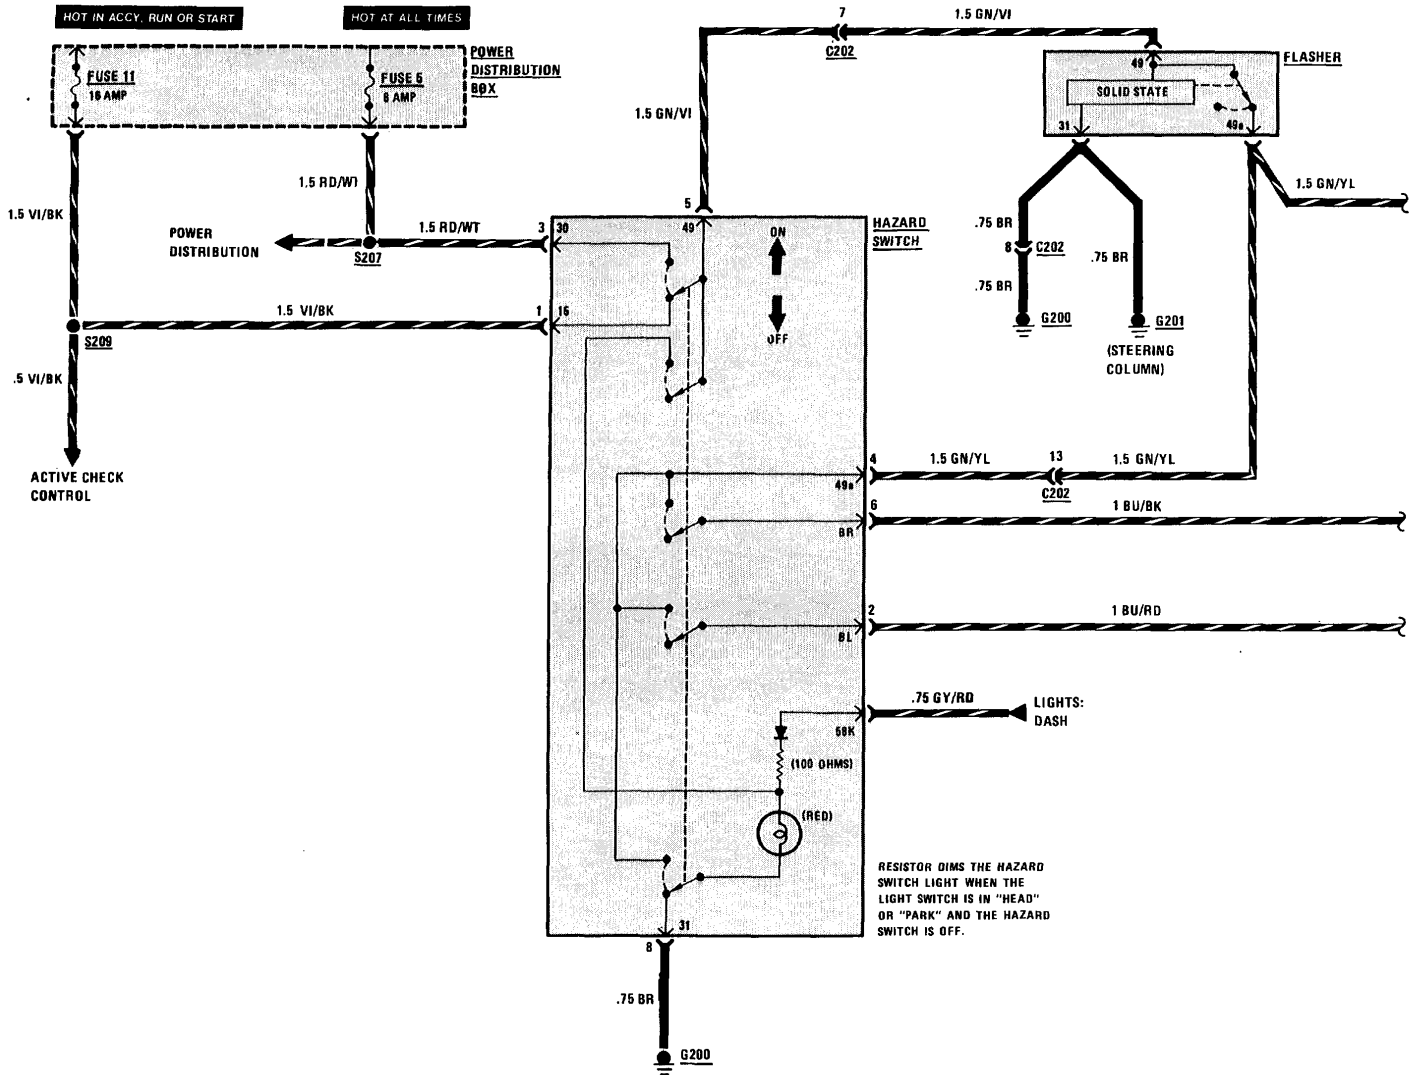 HOT IN ACCY, RUN OR START
HOT AT ALL TIMES
POWER
DISTRIBUTION
BOX
FUSE 11
16 AMP
FUSE 5
8 AMP
7
C202
1.5 GN/VI
FLASHER
49
SOLID STATE
31
49a
1.5 GN/VI
1.5 GN/YL
1.5 VI/BK
1.5 RD/WT
POWER
DISTRIBUTION
1.5 RD/WT
S207
3
30
5
49
ON
OFF
HAZARD
SWITCH
.75 BR
8
C202
.75 BR
.75 BR
G200
G201
(STEERING
COLUMN)
1.5 VI/BK
1
16
S209
.5 VI/BK
ACTIVE CHECK
CONTROL
4
49a
1.5 GN/YL
13
C202
1.5 GN/YL
6
BR
1 BU/BK
2
BL
1 BU/RD
.75 GY/RD
LIGHTS:
DASH
58K
(100 OHMS)
(RED)
RESISTOR DIMS THE HAZARD
SWITCH LIGHT WHEN THE
LIGHT SWITCH IS IN "HEAD"
OR "PARK" AND THE HAZARD
SWITCH IS OFF.
31
8
.75 BR
G200